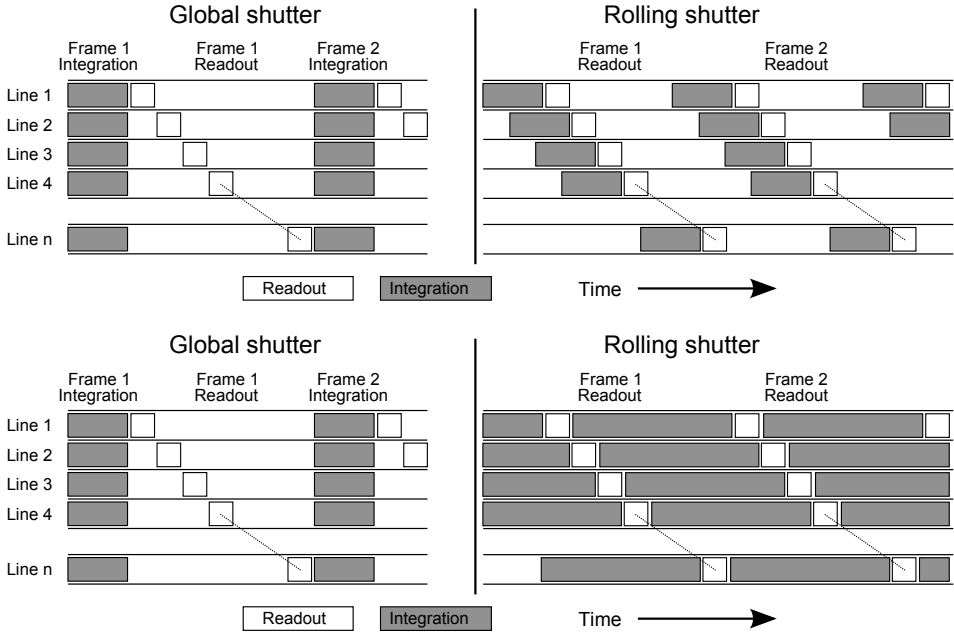 Global shutter
Rolling shutter
Frame 1
Integration
Frame 1
Readout
Frame 2
Integration
Frame 1
Readout
Frame 2
Readout
Line 1
Line 2
Line 3
Line 4
Line n
Readout
Integration
Time
Global shutter
Rolling shutter
Frame 1
Integration
Frame 1
Readout
Frame 2
Integration
Frame 1
Readout
Frame 2
Readout
Line 1
Line 2
Line 3
Line 4
Line n
Readout
Integration
Time